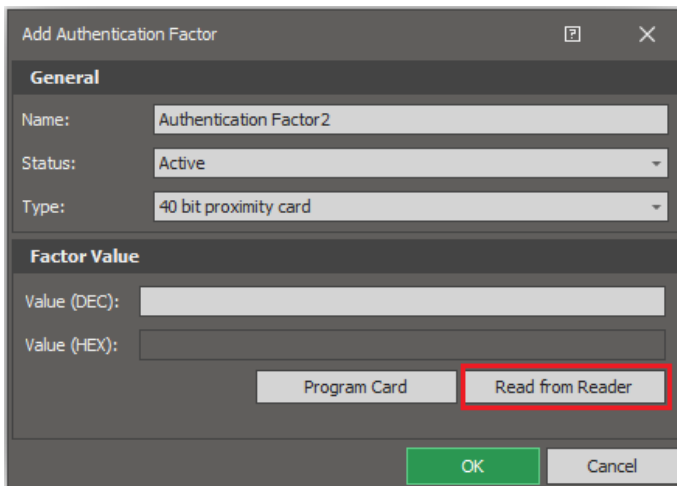 Add Authentication Factor
General
Name: Authentication Factor2
Status: Active
Type: 40 bit proximity card
Factor Value
Value (DEC):
Value (HEX):
Program Card Read from Reader
OK Cancel